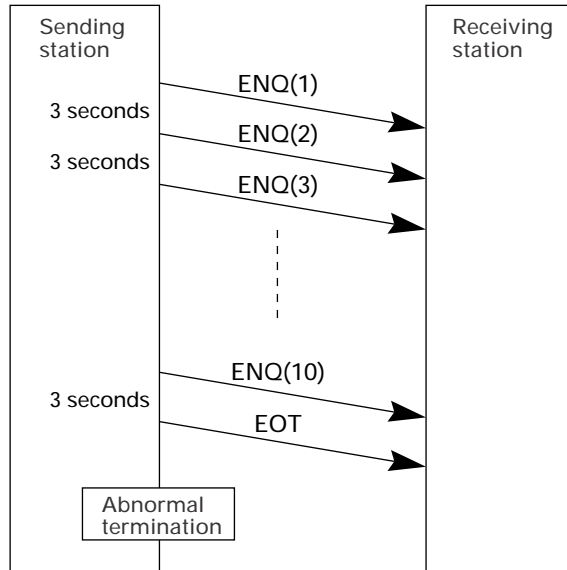 Sending
station
Receiving
station
ENQ(1)
3 seconds
ENQ(2)
3 seconds
ENQ(3)
ENQ(10)
3 seconds
EOT
Abnormal
termination